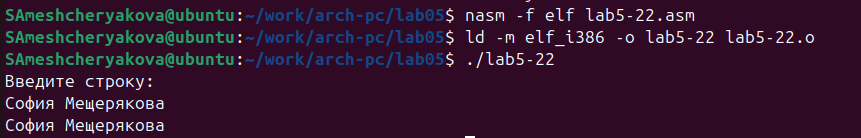 SAmeshcheryakova@ubuntu:~/work/arch-pc/lab05$ nasm -f elf lab5-22.asm
SAmeshcheryakova@ubuntu:~/work/arch-pc/lab05$ ld -m elf_i386 -o lab5-22 lab5-22.o
SAmeshcheryakova@ubuntu:~/work/arch-pc/lab05$ ./lab5-22
Введите строку:
София Мещерякова
София Мещерякова